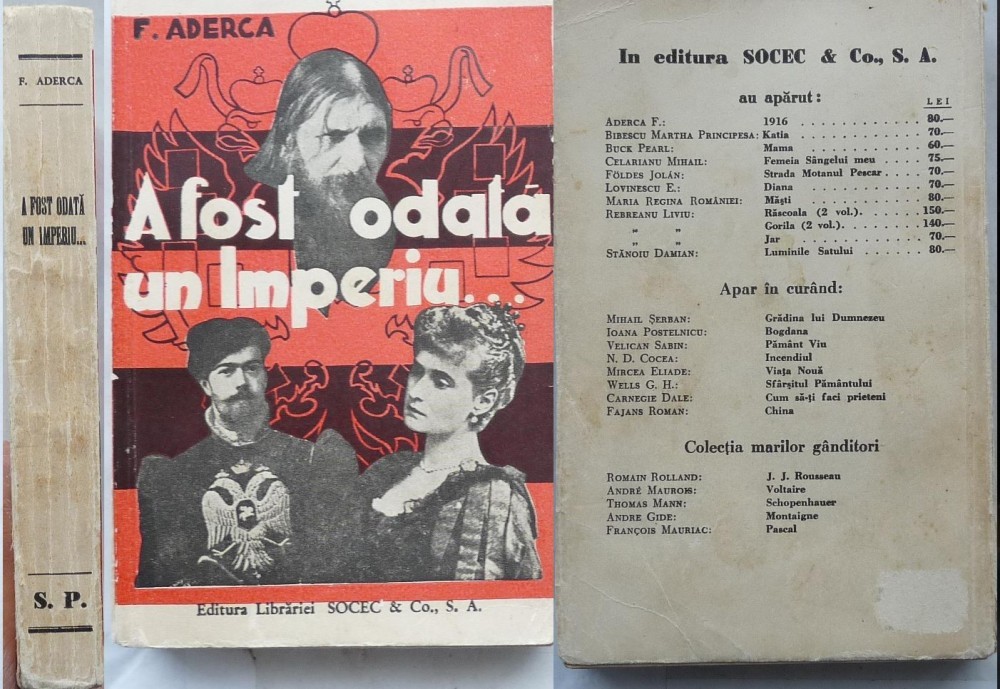 F. ADERCA
A FOST ODATĂ
UN IMPERIU...
S. P.
F. ADERCA
A fost odată
un Imperiu...
Editura Librăriei SOCEC & Co., S. A.
In editura SOCEC & Co., S. A.
au apărut:
LEI
ADERCA F.: 1916 . . . . . . . . . . . 80.—
BIBESCU MARTHA PRINCIPESA: Katia . . . . . . . . . . . 70.—
BUCK PEARL: Mama . . . . . . . . . . 60.—
CELARIANU MIHAIL: Femeia Sângelui meu . . . . 75.—
FÖLDES JOLÁN: Strada Motanul Pescar . . . . 70.—
LOVINESCU E.: Diana . . . . . . . . . . 70.—
MARIA REGINA ROMÂNIEI: Măști . . . . . . . . . . 80.—
REBREANU LIVIU: Răscoala (2 vol.). . . . . . 150.—
„ „ Gorila (2 vol.). . . . . . . 140.—
„ „ Jar . . . . . . . . . . . 70.—
STĂNOIU DAMIAN: Luminile Satului . . . . . . 80.—
Apar în curând:
MIHAIL ȘERBAN: Grădina lui Dumnezeu
IOANA POSTELNICU: Bogdana
VELICAN SABIN: Pământ Viu
N. D. COCEA: Incendiul
MIRCEA ELIADE: Viața Nouă
WELLS G. H.: Sfârșitul Pământului
CARNEGIE DALE: Cum să-ți faci prieteni
FAJANS ROMAN: China
Colecția marilor gânditori
ROMAIN ROLLAND: J. J. Rousseau
ANDRÉ MAUROIS: Voltaire
THOMAS MANN: Schopenhauer
ANDRE GIDE: Montaigne
FRANÇOIS MAURIAC: Pascal